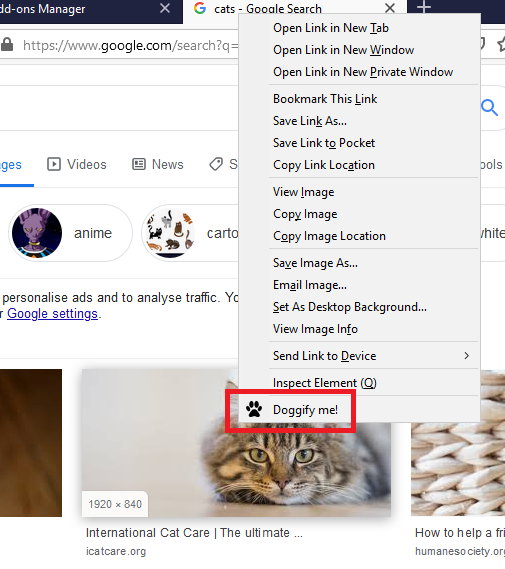 dd-ons Manager
cats - Google Search
https://www.google.com/search?q=
Open Link in New Tab
Open Link in New Window
Open Link in New Private Window
Bookmark This Link
Save Link As...
Save Link to Pocket
Copy Link Location
View Image
Copy Image
Copy Image Location
Save Image As...
Email Image...
Set As Desktop Background...
View Image Info
Send Link to Device
Inspect Element (Q)
Doggify me!
ages
Videos
News
S
ools
anime
carto
white
personalise ads and to analyse traffic. Yo
r Google settings.
1920 × 840
International Cat Care | The ultimate ...
icatcare.org
How to help a fri
humanesociety.org